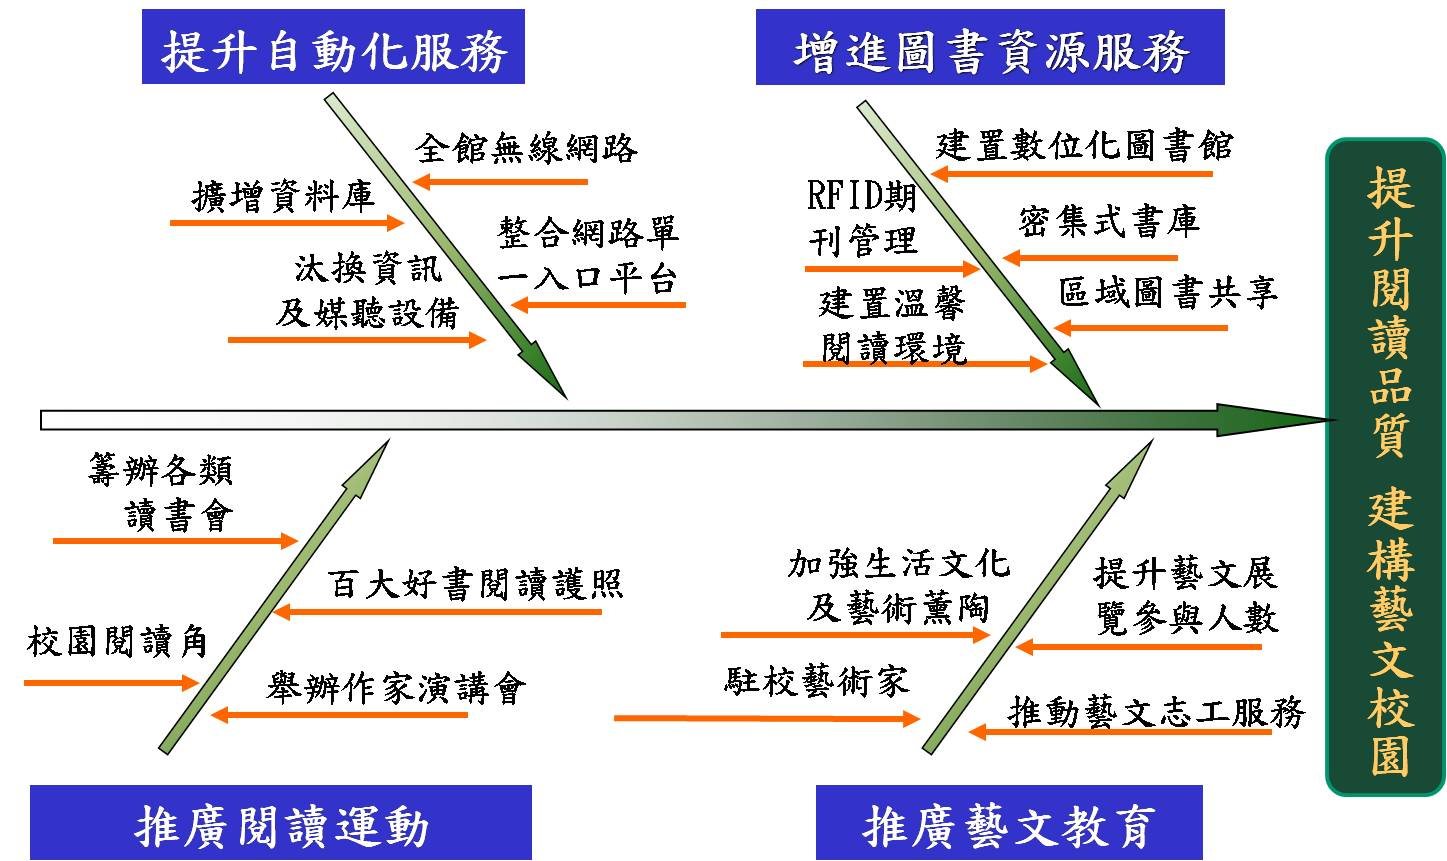 提升自動化服務
全館無線網路
擴增資料庫
整合網路單
一入口平台
汰換資訊
及媒聽設備
增進圖書資源服務
建置數位化圖書館
RFID期
刊管理
密集式書庫
區域圖書共享
建置溫馨
閱讀環境
籌辦各類
讀書會
百大好書閱讀護照
校園閱讀角
舉辦作家演講會
推廣閱讀運動
加強生活文化
及藝術薰陶
提升藝文展
覽參與人數
駐校藝術家
推動藝文志工服務
推廣藝文教育
提升閱讀品質 建構藝文校園